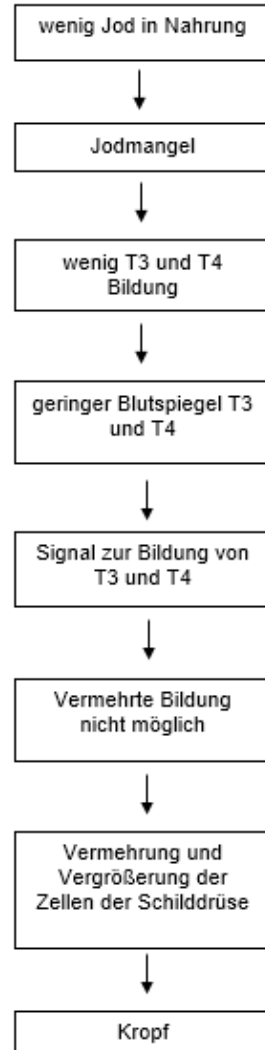 wenig Jod in Nahrung
Jodmangel
wenig T3 und T4
Bildung
geringer Blutspiegel T3
und T4
Signal zur Bildung von
T3 und T4
Vermehrte Bildung
nicht möglich
Vermehrung und
Vergrößerung der
Zellen der Schilddrüse
Kropf